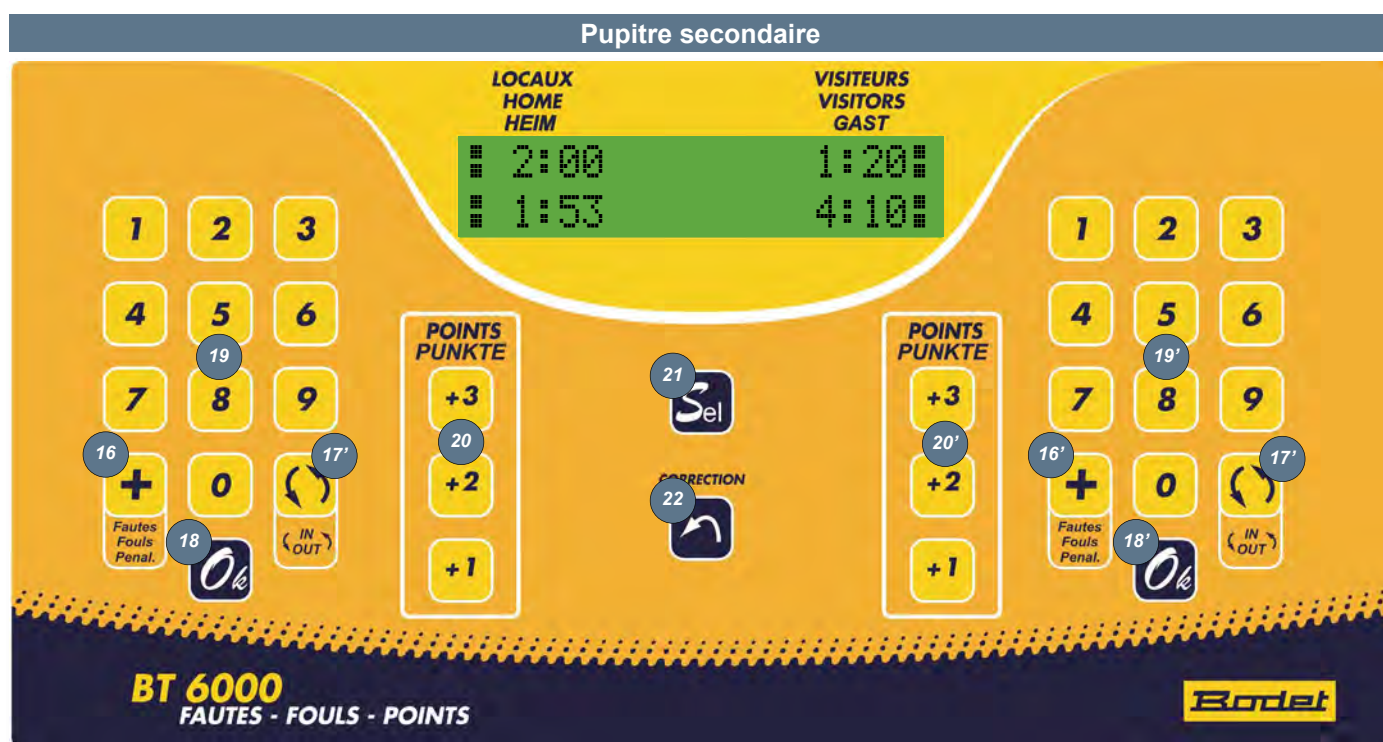 Pupitre secondaire
LOCAUX
HOME
HEIM
VISITEURS
VISITORS
GAST
2:00 1:20
1:53 4:10
1 2 3
4 5 6
19
7 8 9
16
17'
+ 0
Fautes
Fouls
Penal.
18
Ok
IN
OUT
POINTS
PUNKTE
+3
20
+2
+1
21
Sel
CORRECTION
22
POINTS
PUNKTE
+3
20'
+2
+1
1 2 3
4 5 6
19'
7 8 9
16'
17'
+ 0
Fautes
Fouls
Penal.
18'
Ok
IN
OUT
BT 6000
FAUTES - FOULS - POINTS
Bodet